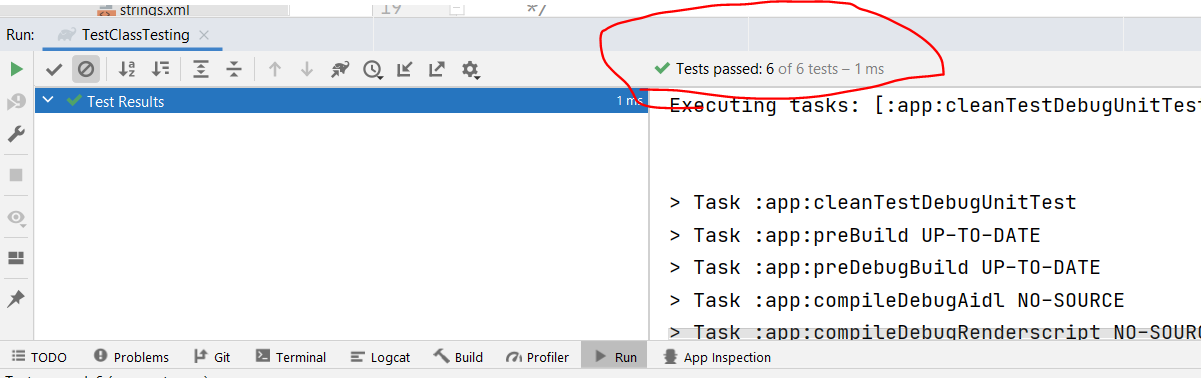 strings.xml
19
*/
Run:
TestClassTesting
Tests passed: 6 of 6 tests – 1 ms
Test Results
1 ms
Executing tasks: [:app:cleanTestDebugUnitTest
> Task :app:cleanTestDebugUnitTest
> Task :app:preBuild UP-TO-DATE
> Task :app:preDebugBuild UP-TO-DATE
> Task :app:compileDebugAidl NO-SOURCE
> Task :app:compileDebugRenderscript NO-SOURC
TODO Problems Git Terminal Logcat Build Profiler Run App Inspection